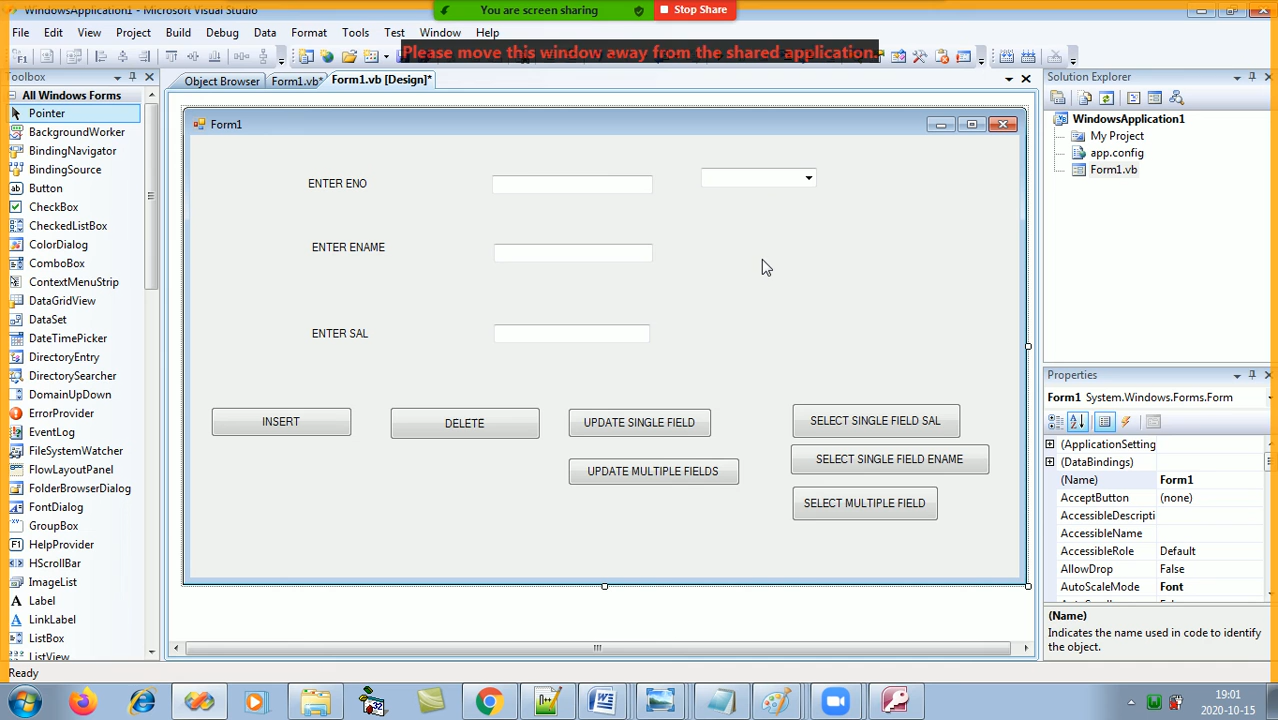 WindowsApplication1 - Microsoft Visual Studio
You are screen sharing
Stop Share
File Edit View Project Build Debug Data Format Tools Test Window Help
Please move this window away from the shared application
Toolbox
Object Browser Form1.vb* Form1.vb [Design]*
Solution Explorer
All Windows Forms
Pointer
BackgroundWorker
BindingNavigator
BindingSource
Button
CheckBox
CheckedListBox
ColorDialog
ComboBox
ContextMenuStrip
DataGridView
DataSet
DateTimePicker
DirectoryEntry
DirectorySearcher
DomainUpDown
ErrorProvider
EventLog
FileSystemWatcher
FlowLayoutPanel
FolderBrowserDialog
FontDialog
GroupBox
HelpProvider
HScrollBar
ImageList
Label
LinkLabel
ListBox
ListView
Form1
ENTER ENO
ENTER ENAME
ENTER SAL
INSERT
DELETE
UPDATE SINGLE FIELD
SELECT SINGLE FIELD SAL
SELECT SINGLE FIELD ENAME
UPDATE MULTIPLE FIELDS
SELECT MULTIPLE FIELD
WindowsApplication1
My Project
app.config
Form1.vb
Properties
Form1 System.Windows.Forms.Form
(ApplicationSetting
(DataBindings)
(Name) Form1
AcceptButton (none)
AccessibleDescripti
AccessibleName
AccessibleRole Default
AllowDrop False
AutoScaleMode Font
(Name)
Indicates the name used in code to identify
the object.
Ready
19:01
2020-10-15